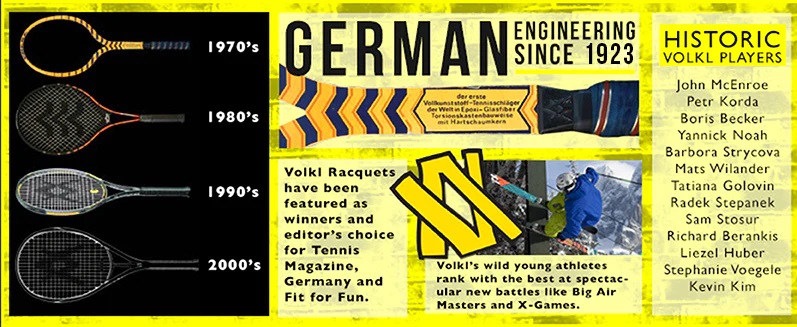 1970's
1980's
1990's
2000's
GERMAN
ENGINEERING
SINCE 1923
der erste
Vollkunststoff-Tennisschläger
der Welt in Epoxi-Glasfiber
Torsionskastenbauweise
mit Hartschaumkern
Volkl Racquets
have been
featured as
winners and
editor's choice
for Tennis
Magazine,
Germany and
Fit for Fun.
Volkl's wild young athletes
rank with the best at spectac-
ular new battles like Big Air
Masters and X-Games.
HISTORIC
VOLKL PLAYERS
John McEnroe
Petr Korda
Boris Becker
Yannick Noah
Barbora Strycova
Mats Wilander
Tatiana Golovin
Radek Stepanek
Sam Stosur
Richard Berankis
Liezel Huber
Stephanie Voegele
Kevin Kim